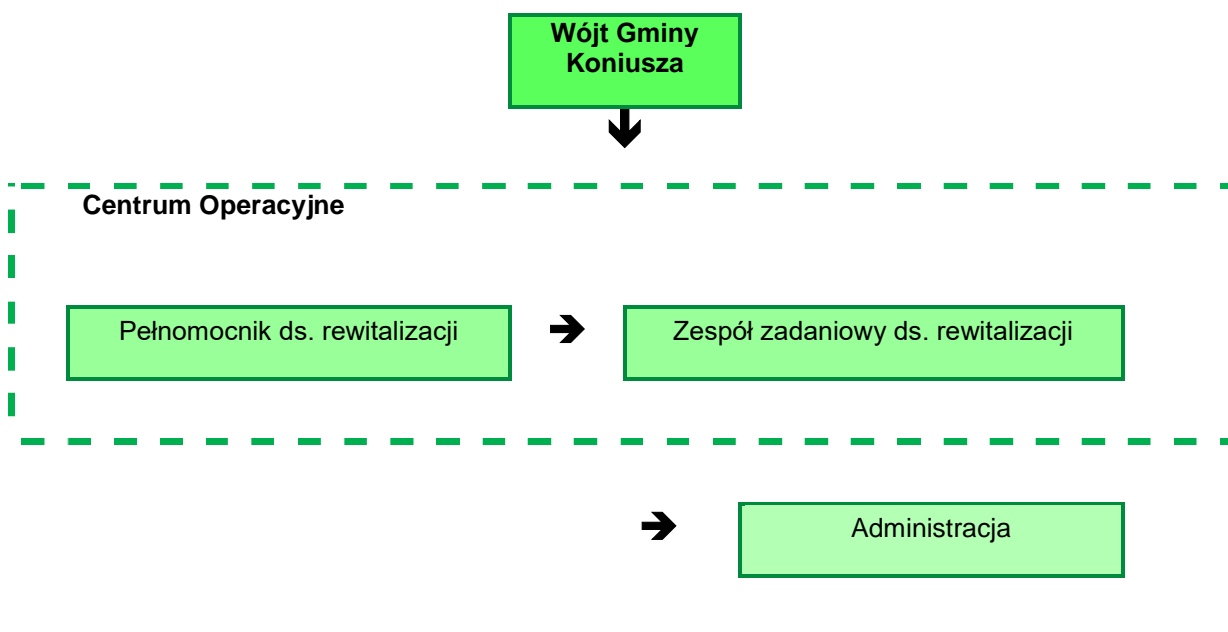 Wójt Gminy
Koniusza
Centrum Operacyjne
Pełnomocnik ds. rewitalizacji
Zespół zadaniowy ds. rewitalizacji
Administracja